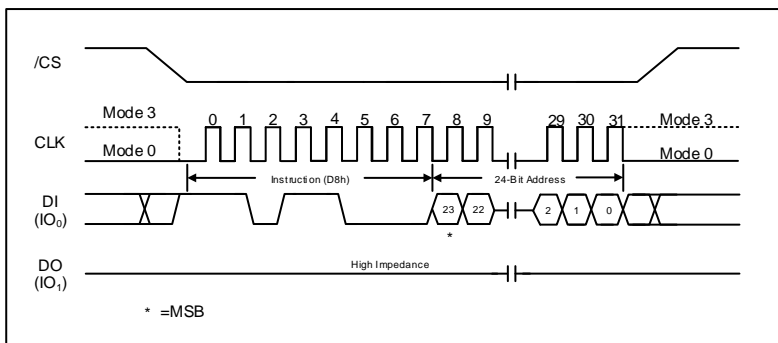 /CS
Mode 3
0 1 2 3 4 5 6 7 8 9 29 30 31
Mode 3
CLK
Mode 0
Mode 0
Instruction (D8h)
24-Bit Address
DI
(IO0)
23 22 2 1 0
*
High Impedance
DO
(IO1)
* =MSB